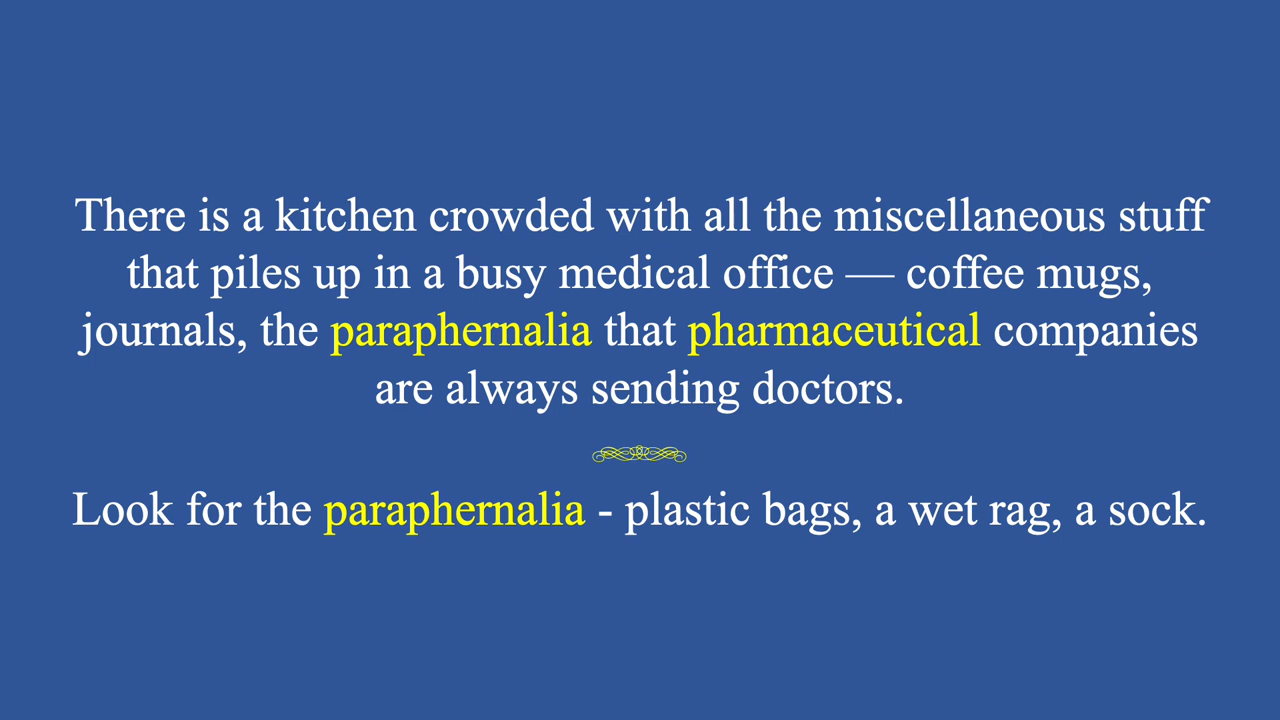 There is a kitchen crowded with all the miscellaneous stuff
that piles up in a busy medical office — coffee mugs,
journals, the paraphernalia that pharmaceutical companies
are always sending doctors.
Look for the paraphernalia - plastic bags, a wet rag, a sock.